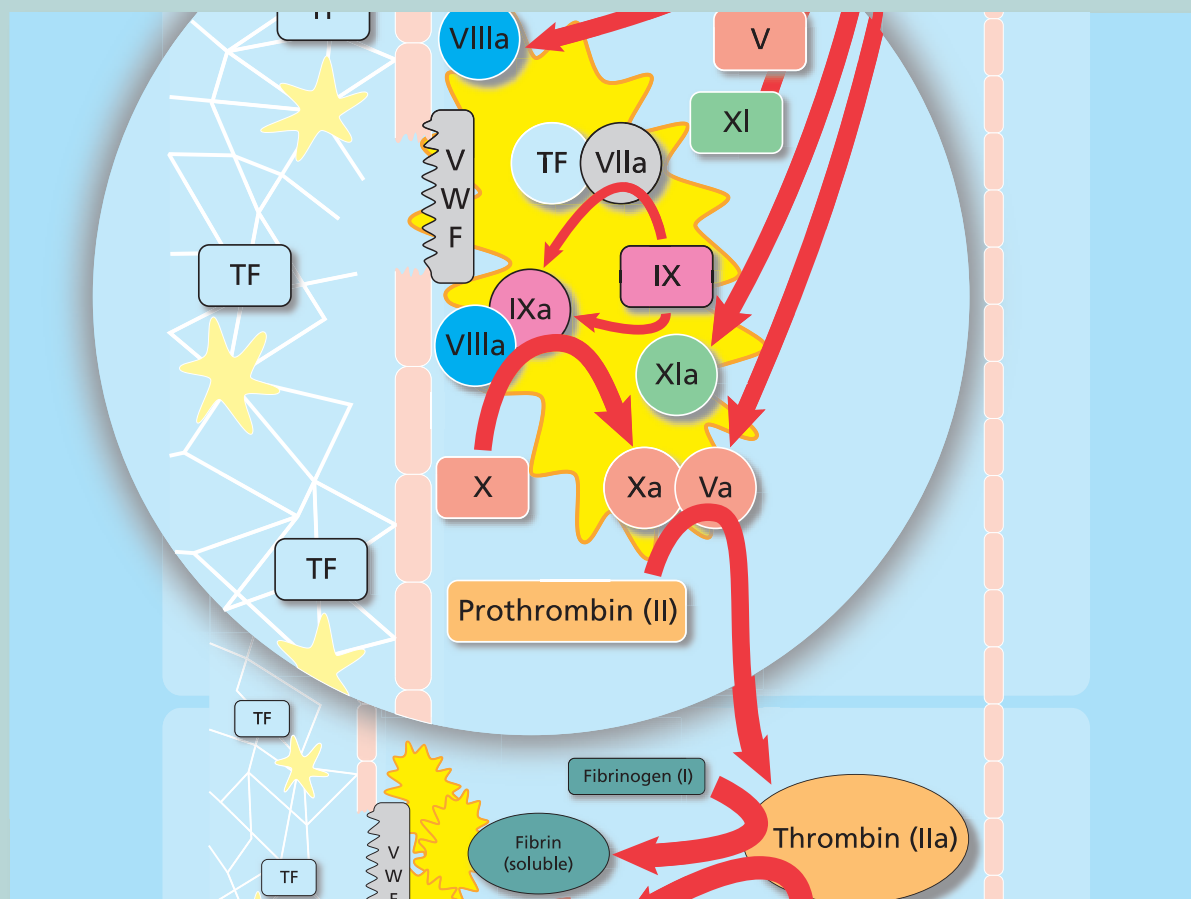 TF
VIIIa
V
XI
V
W
F
TF
VIIa
TF
IX
IXa
VIIIa
XIa
X
Xa
Va
TF
Prothrombin (II)
TF
Fibrinogen (I)
Thrombin (IIa)
Fibrin
(soluble)
V
W
F
TF